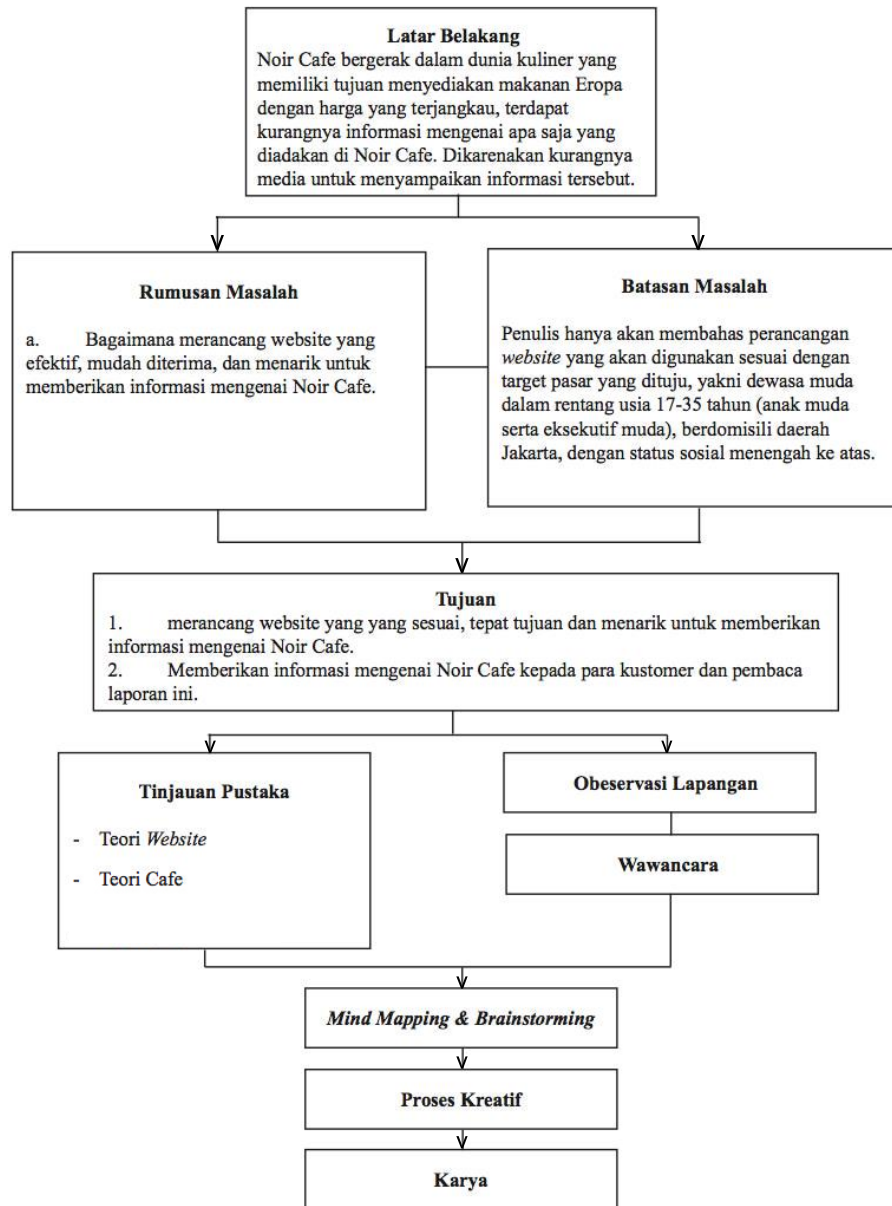 Latar Belakang
Noir Cafe bergerak dalam dunia kuliner yang
memiliki tujuan menyediakan makanan Eropa
dengan harga yang terjangkau, terdapat
kurangnya informasi mengenai apa saja yang
diadakan di Noir Cafe. Dikarenakan kurangnya
media untuk menyampaikan informasi tersebut.
Rumusan Masalah
a. Bagaimana merancang website yang
efektif, mudah diterima, dan menarik untuk
memberikan informasi mengenai Noir Cafe.
Batasan Masalah
Penulis hanya akan membahas perancangan
website yang akan digunakan sesuai dengan
target pasar yang dituju, yakni dewasa muda
dalam rentang usia 17-35 tahun (anak muda
serta eksekutif muda), berdomisili daerah
Jakarta, dengan status sosial menengah ke atas.
Tujuan
1. merancang website yang yang sesuai, tepat tujuan dan menarik untuk memberikan
informasi mengenai Noir Cafe.
2. Memberikan informasi mengenai Noir Cafe kepada para kustomer dan pembaca
laporan ini.
Tinjauan Pustaka
- Teori Website
- Teori Cafe
Obeservasi Lapangan
Wawancara
Mind Mapping & Brainstorming
Proses Kreatif
Karya